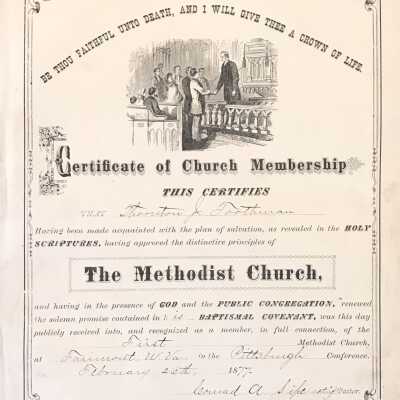 BE THOU FAITHFUL UNTO DEATH, AND I WILL GIVE THEE A CROWN OF LIFE.
Certificate of Church Membership
THIS CERTIFIES
THAT Thornton J. Toothman
Having been made acquainted with the plan of salvation, as revealed in the HOLY
SCRIPTURES, having approved the distinctive principles of
The Methodist Church,
and having in the presence of GOD and the PUBLIC CONGREGATION, renewed
the solemn promise contained in his BAPTISMAL COVENANT, was this day
publicly received into, and recognized as a member, in full connection, of the
First Methodist Church,
at Fairmont, W. Va. in the Pittsburgh Conference.
February 25th, 1877.
Conrad A.